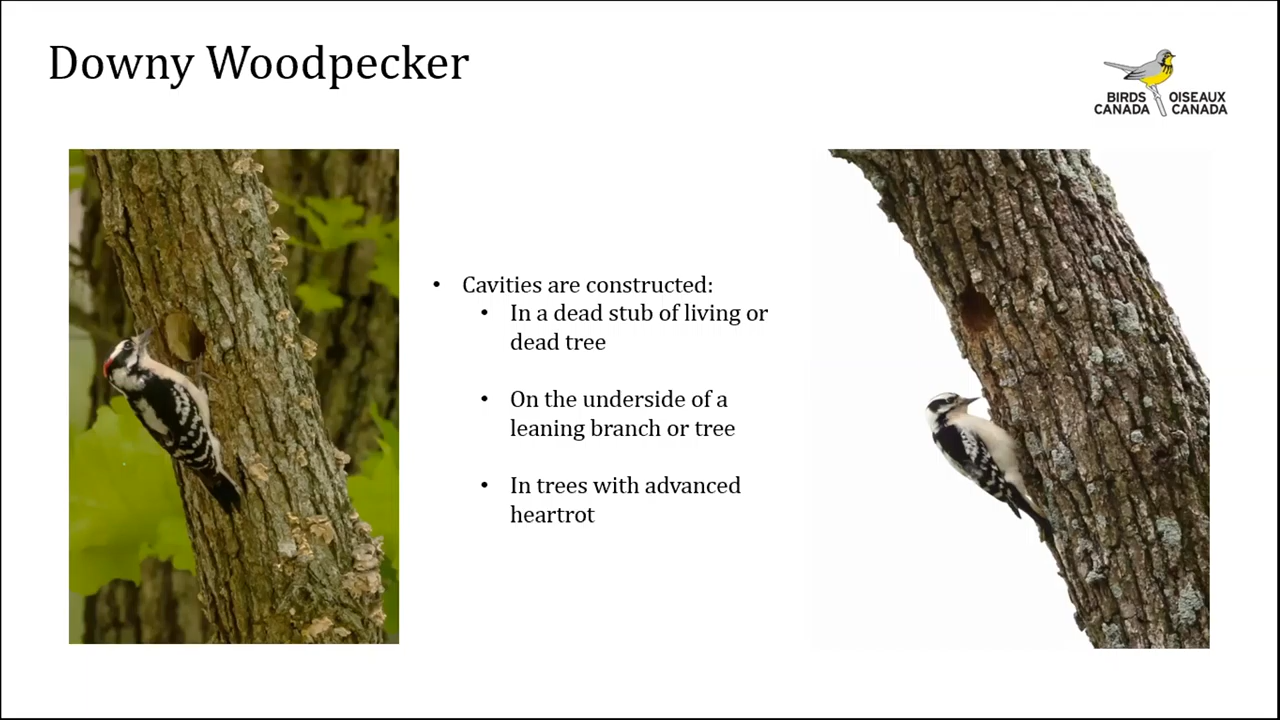 Downy Woodpecker
BIRDS CANADA
OISEAUX CANADA
• Cavities are constructed:
• In a dead stub of living or
dead tree
• On the underside of a
leaning branch or tree
• In trees with advanced
heartrot